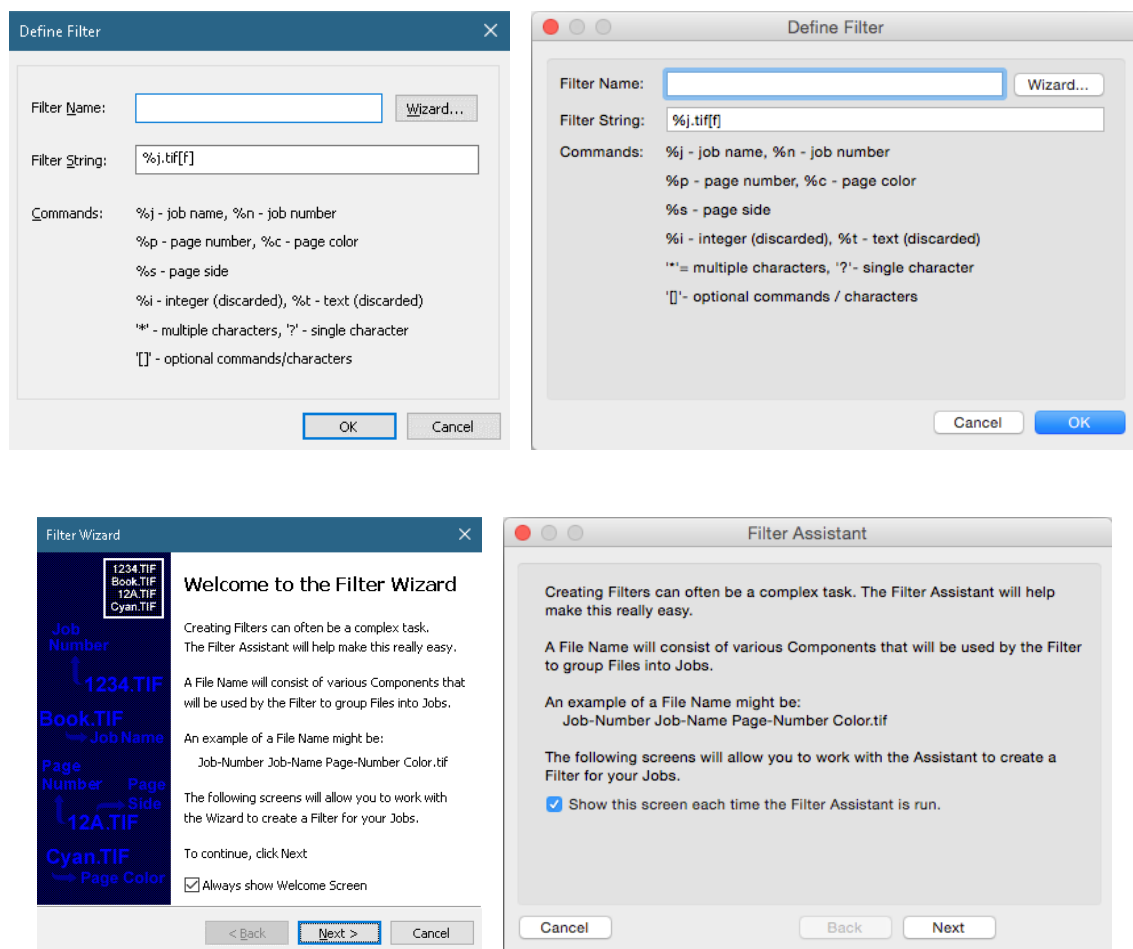 Define Filter
Filter Name:
Wizard...
Filter String:
%j.tif[f]
Commands:
%j - job name, %n - job number
%p - page number, %c - page color
%s - page side
%i - integer (discarded), %t - text (discarded)
'*' - multiple characters, '?' - single character
'[]' - optional commands/characters
OK
Cancel
Define Filter
Filter Name:
Wizard...
Filter String:
%j.tif[f]
Commands:
%j - job name, %n - job number
%p - page number, %c - page color
%s - page side
%i - integer (discarded), %t - text (discarded)
'*'= multiple characters, '?'- single character
'[]'- optional commands / characters
Cancel
OK
Filter Wizard
1234.TIF
Book.TIF
12A.TIF
Cyan.TIF
Job
Number
1234.TIF
Book.TIF
Job Name
Page
Number
Page
Side
12A.TIF
Cyan.TIF
Page Color
Welcome to the Filter Wizard
Creating Filters can often be a complex task.
The Filter Assistant will help make this really easy.
A File Name will consist of various Components that
will be used by the Filter to group Files into Jobs.
An example of a File Name might be:
Job-Number Job-Name Page-Number Color.tif
The following screens will allow you to work with
the Wizard to create a Filter for your Jobs.
To continue, click Next
Always show Welcome Screen
< Back
Next >
Cancel
Filter Assistant
Creating Filters can often be a complex task. The Filter Assistant will help
make this really easy.
A File Name will consist of various Components that will be used by the Filter
to group Files into Jobs.
An example of a File Name might be:
Job-Number Job-Name Page-Number Color.tif
The following screens will allow you to work with the Assistant to create a
Filter for your Jobs.
Show this screen each time the Filter Assistant is run.
Cancel
Back
Next